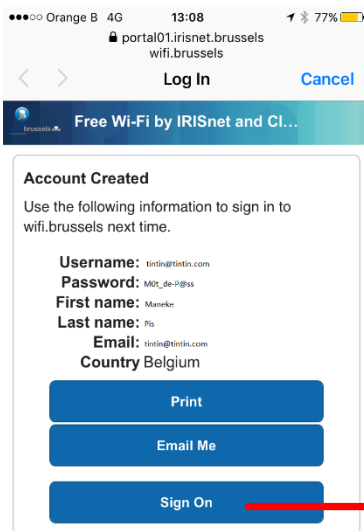 Orange B 4G 13:08 77%
portal01.irisnet.brussels
wifi.brussels
Log In Cancel
brussels Free Wi-Fi by IRISnet and CI...
Account Created
Use the following information to sign in to
wifi.brussels next time.
Username: tintin@tintin.com
Password: M0t_de-P@ss
First name: Maneke
Last name: Pis
Email: tintin@tintin.com
Country Belgium
Print
Email Me
Sign On